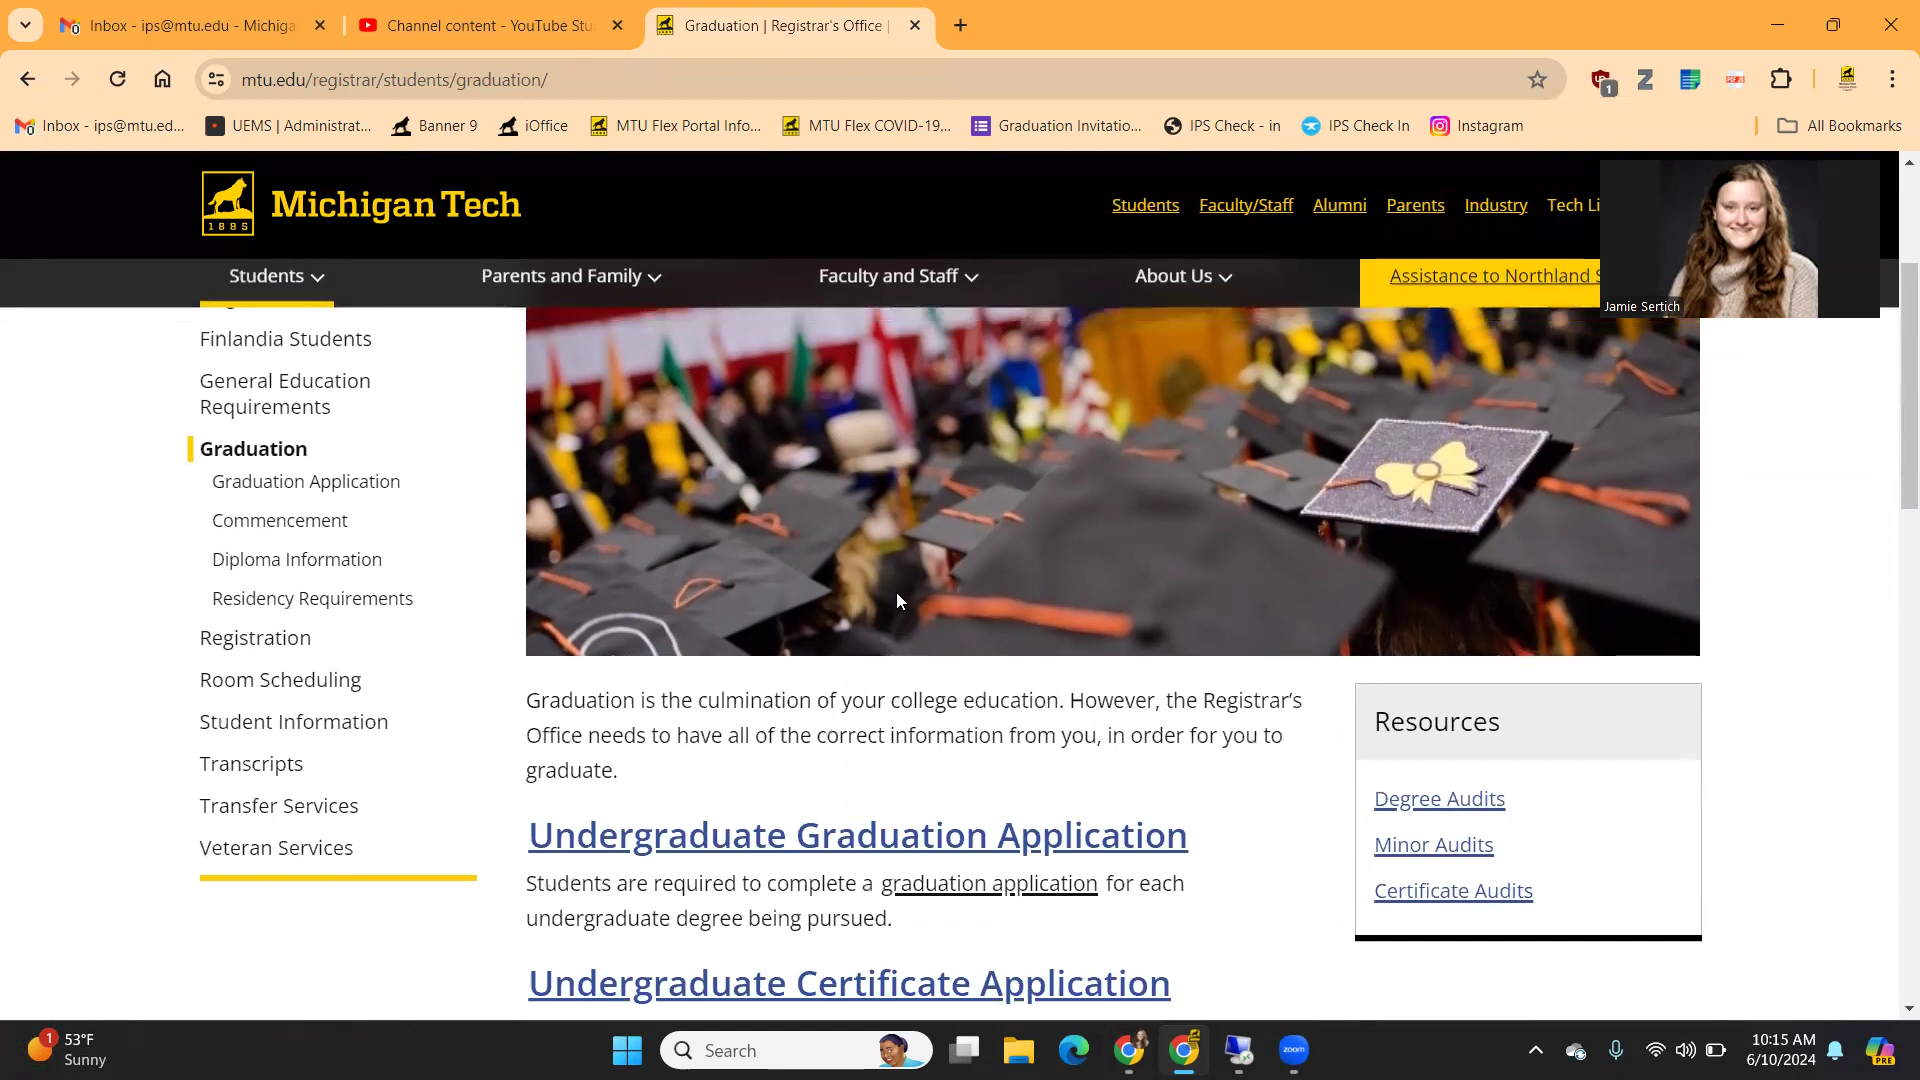 Inbox - ips@mtu.edu - Michiga
Channel content - YouTube Stu
Graduation | Registrar's Office |
mtu.edu/registrar/students/graduation/
1
Inbox - ips@mtu.ed...
UEMS | Administrat...
Banner 9
iOffice
MTU Flex Portal Info...
MTU Flex COVID-19...
Graduation Invitatio...
IPS Check - in
IPS Check In
Instagram
All Bookmarks
Michigan Tech
1885
Students
Faculty/Staff
Alumni
Parents
Industry
Tech Li
Students
Parents and Family
Faculty and Staff
About Us
Assistance to Northland S
Jamie Sertich
Finlandia Students
General Education
Requirements
Graduation
Graduation Application
Commencement
Diploma Information
Residency Requirements
Registration
Room Scheduling
Student Information
Transcripts
Transfer Services
Veteran Services
Graduation is the culmination of your college education. However, the Registrar's
Office needs to have all of the correct information from you, in order for you to
graduate.
Undergraduate Graduation Application
Students are required to complete a graduation application for each
undergraduate degree being pursued.
Undergraduate Certificate Application
Resources
Degree Audits
Minor Audits
Certificate Audits
1
53°F
Sunny
Search
zoom
10:15 AM
6/10/2024
PRE